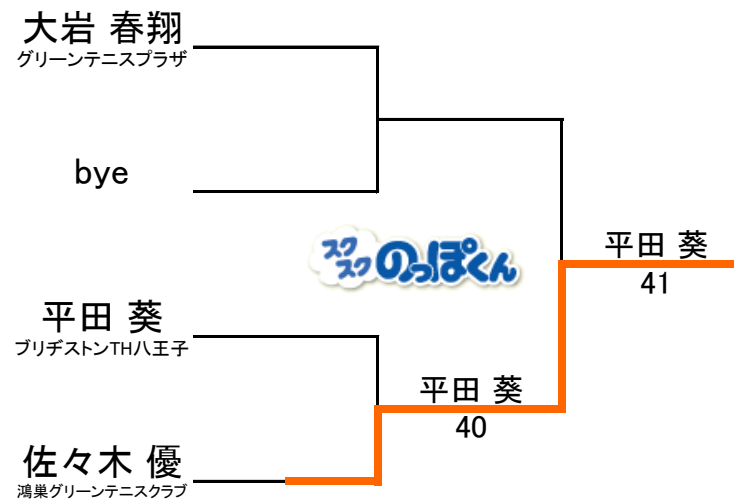 大岩 春翔
グリーンテニスプラザ
bye
スク
スク のっぽくん
平田 葵
41
平田 葵
ブリヂストンTH八王子
平田 葵
40
佐々木 優
鴻巣グリーンテニスクラブ